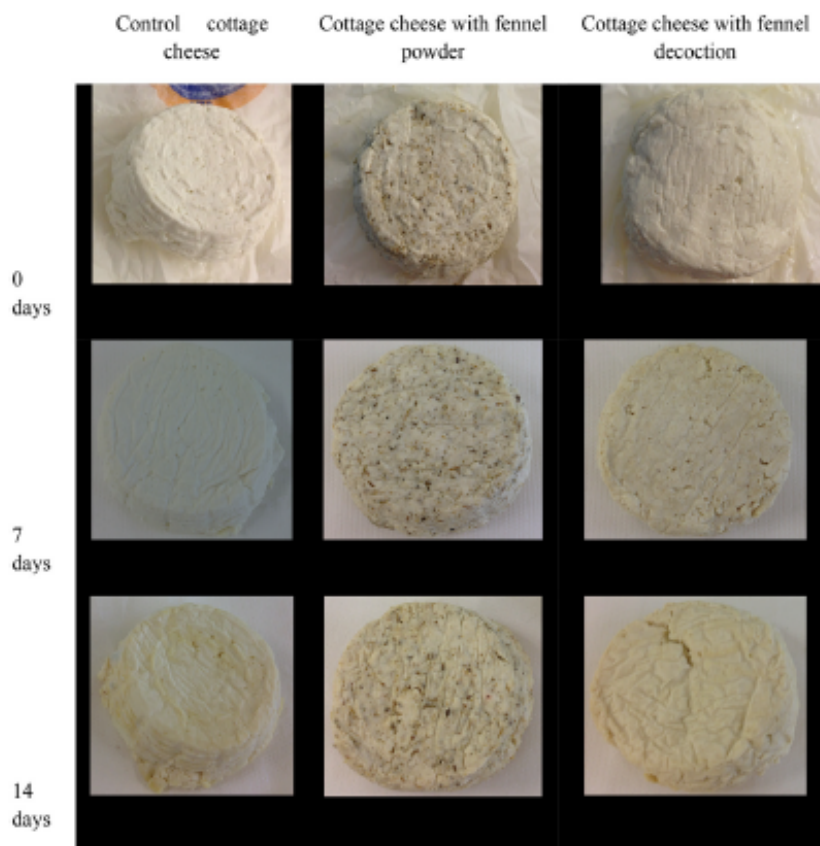 Control cottage
cheese
Cottage cheese with fennel
powder
Cottage cheese with fennel
decoction
0
days
7
days
14
days